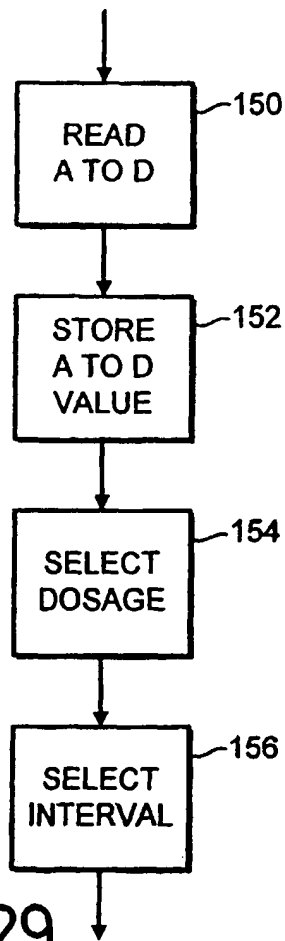 150
READ
A TO D
152
STORE
A TO D
VALUE
154
SELECT
DOSAGE
156
SELECT
INTERVAL
29